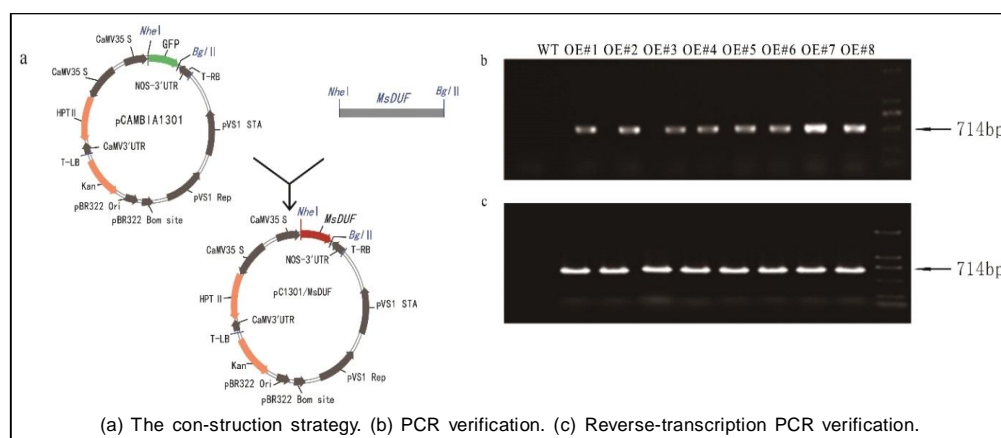 a
NheI
GFP
BglII
CaMV35 S
T-RB
NOS-3'UTR
CaMV35 S
HPTII
pCAMBIA1301
pVS1 STA
CaMV3'UTR
T-LB
Kan
pVS1 Rep
pBR322 Ori
pBR322 Bom site
NheI
MsDUF
BglII
NheI
MsDUF
CaMV35 S
BglII
T-RB
NOS-3'UTR
CaMV35 S
HPTII
pC1301/MsDUF
pVS1 STA
CaMV3'UTR
T-LB
Kan
pVS1 Rep
pBR322 Ori
pBR322 Bom site
WT OE#1 OE#2 OE#3 OE#4 OE#5 OE#6 OE#7 OE#8
b
714bp
c
714bp
(a) The con-struction strategy. (b) PCR verification. (c) Reverse-transcription PCR verification.